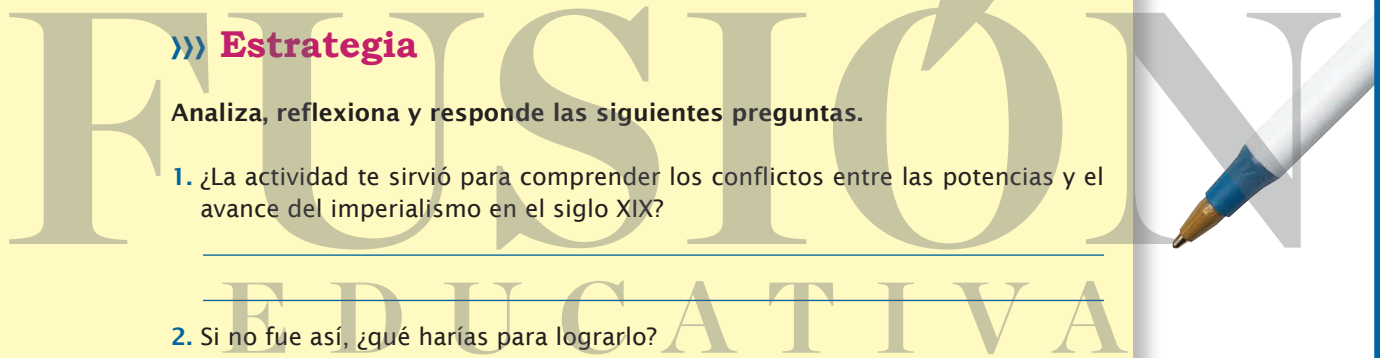 FUSIÓN
››› Estrategia
Analiza, reflexiona y responde las siguientes preguntas.
1. ¿La actividad te sirvió para comprender los conflictos entre las potencias y el
avance del imperialismo en el siglo XIX?
EDUCATIVA
2. Si no fue así, ¿qué harías para lograrlo?